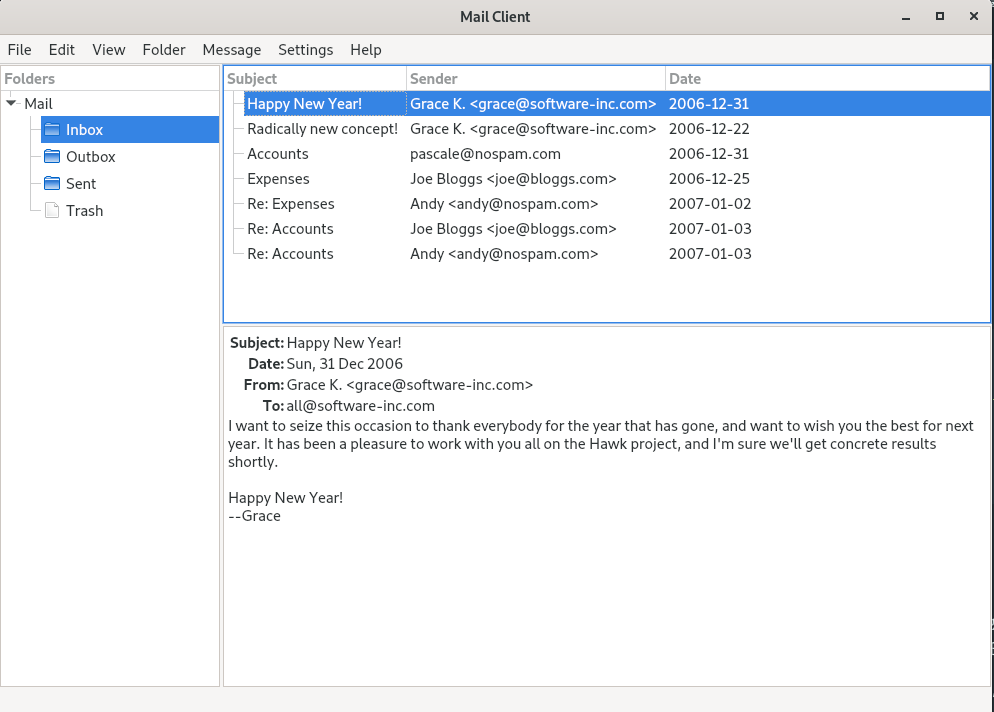 Mail Client
File Edit View Folder Message Settings Help
Folders
Mail
Inbox
Outbox
Sent
Trash
Subject Sender Date
Happy New Year! Grace K. <grace@software-inc.com> 2006-12-31
Radically new concept! Grace K. <grace@software-inc.com> 2006-12-22
Accounts pascale@nospam.com 2006-12-31
Expenses Joe Bloggs <joe@bloggs.com> 2006-12-25
Re: Expenses Andy <andy@nospam.com> 2007-01-02
Re: Accounts Joe Bloggs <joe@bloggs.com> 2007-01-03
Re: Accounts Andy <andy@nospam.com> 2007-01-03
Subject: Happy New Year!
Date: Sun, 31 Dec 2006
From: Grace K. <grace@software-inc.com>
To: all@software-inc.com
I want to seize this occasion to thank everybody for the year that has gone, and want to wish you the best for next
year. It has been a pleasure to work with you all on the Hawk project, and I'm sure we'll get concrete results
shortly.
Happy New Year!
--Grace